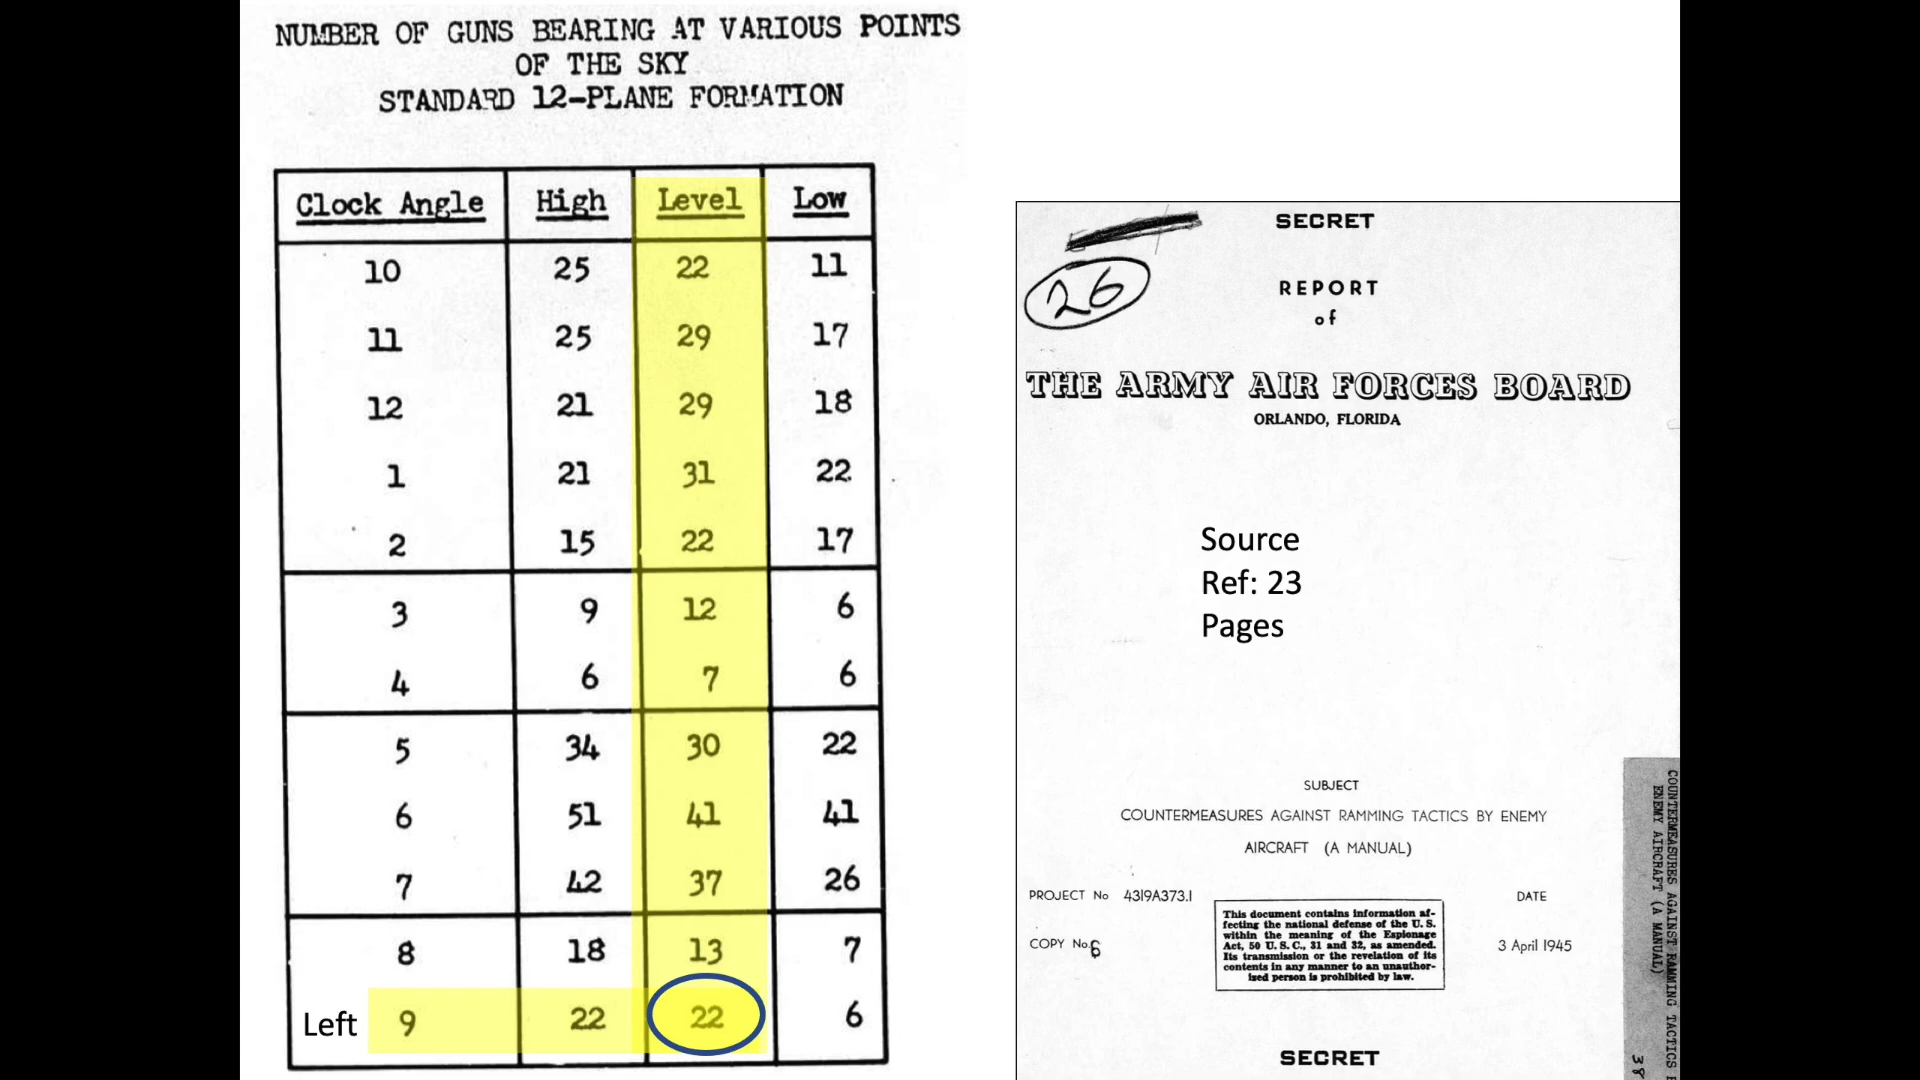 NUMBER OF GUNS BEARING AT VARIOUS POINTS
OF THE SKY
STANDARD 12-PLANE FORMATION
Clock Angle High Level Low
10 25 22 11
11 25 29 17
12 21 29 18
1 21 31 22
2 15 22 17
3 9 12 6
4 6 7 6
5 34 30 22
6 51 41 41
7 42 37 26
8 18 13 7
Left 9 22 22 6
SECRET
26
REPORT
of
THE ARMY AIR FORCES BOARD
ORLANDO, FLORIDA
Source
Ref: 23
Pages
SUBJECT
COUNTERMEASURES AGAINST RAMMING TACTICS BY ENEMY
AIRCRAFT (A MANUAL)
PROJECT No 4319A373.1
DATE
COPY No. 6
3 April 1945
This document contains information af-
fecting the national defense of the U. S.
within the meaning of the Espionage
Act, 50 U. S. C., 31 and 32, as amended.
Its transmission or the revelation of its
contents in any manner to an unauthor-
ized person is prohibited by law.
SECRET
COUNTERMEASURES AGAINST RAMMING TACTICS
ENEMY AIRCRAFT (A MANUAL)